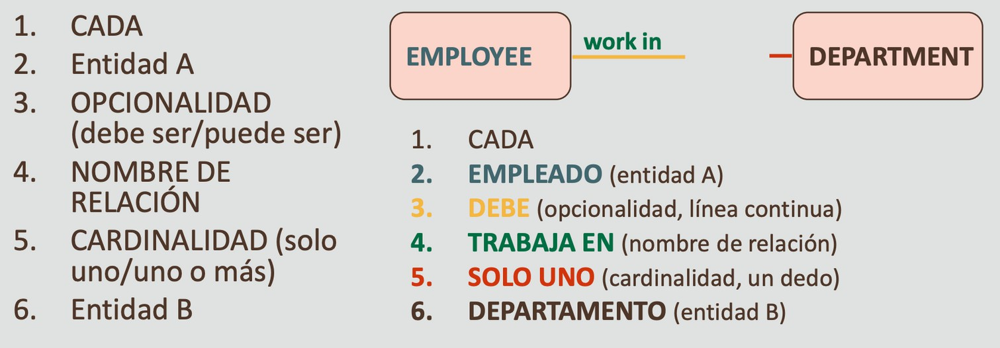 1. CADA
2. Entidad A
3. OPCIONALIDAD
(debe ser/puede ser)
4. NOMBRE DE
RELACIÓN
5. CARDINALIDAD (solo
uno/uno o más)
6. Entidad B
EMPLOYEE
work in
DEPARTMENT
1. CADA
2. EMPLEADO (entidad A)
3. DEBE (opcionalidad, línea continua)
4. TRABAJA EN (nombre de relación)
5. SOLO UNO (cardinalidad, un dedo)
6. DEPARTAMENTO (entidad B)